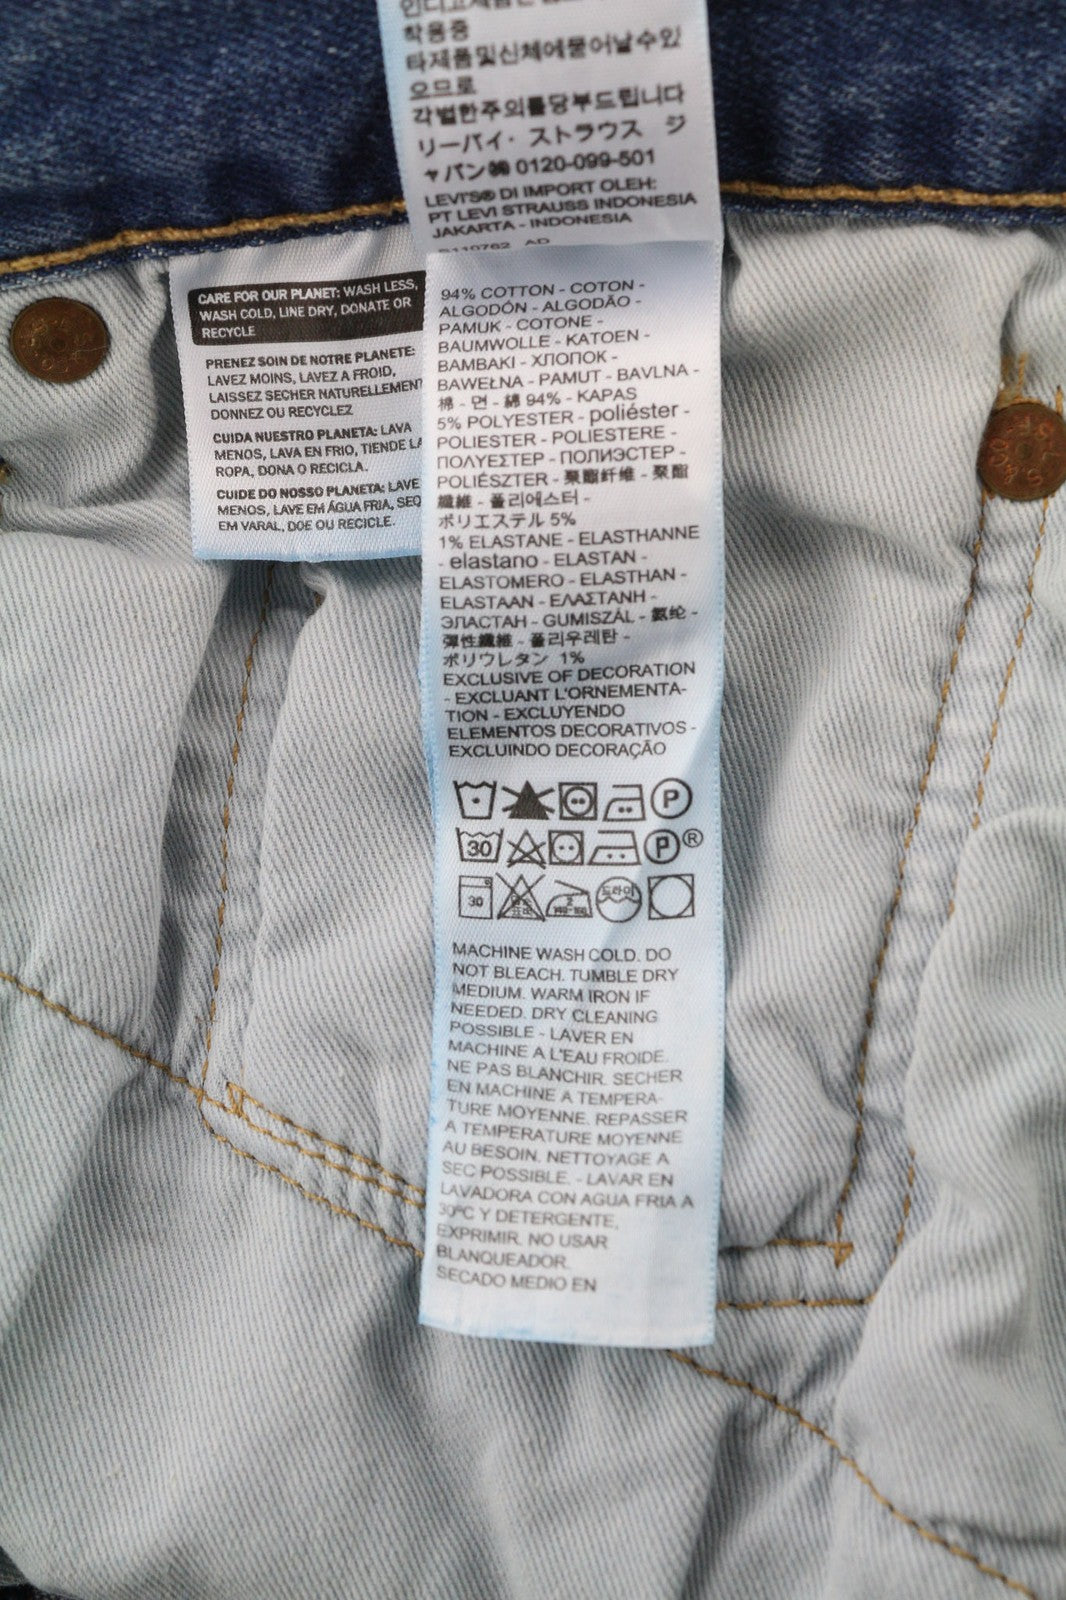 착용중
타제품및신체에묻어날수있
으므로
각별한주의를당부드립니다
リーバイ・ストラウス ジ
ャパン㈱ 0120-099-501
LEVI'S® DI IMPORT OLEH:
PT LEVI STRAUSS INDONESIA
JAKARTA - INDONESIA
CARE FOR OUR PLANET: WASH LESS,
WASH COLD, LINE DRY, DONATE OR
RECYCLE
PRENEZ SOIN DE NOTRE PLANETE:
LAVEZ MOINS, LAVEZ A FROID,
LAISSEZ SECHER NATURELLEMENT
DONNEZ OU RECYCLEZ
CUIDA NUESTRO PLANETA: LAVA
MENOS, LAVA EN FRIO, TIENDE LA
ROPA, DONA O RECICLA.
CUIDE DO NOSSO PLANETA: LAVE
MENOS, LAVE EM ÁGUA FRIA, SEQ
EM VARAL, DOE OU RECICLE.
94% COTTON - COTON -
ALGODÓN - ALGODÃO -
PAMUK - COTONE -
BAUMWOLLE - KATOEN -
BAMBAKI - ХЛОПОК -
BAWEŁNA - PAMUT - BAVLNA -
棉 - 면 - 綿 94% - KAPAS
5% POLYESTER - poliéster -
POLIESTER - POLIESTERE -
ΠΟΛΥΕΣΤΕΡ - ПОЛИЭСТЕР -
POLIÉSZTER - 聚酯纤维 - 聚酯
纖維 - 폴리에스터 -
ポリエステル 5%
1% ELASTANE - ELASTHANNE
- elastano - ELASTAN -
ELASTOMERO - ELASTHAN -
ELASTAAN - ΕΛΑΣΤΑΝΗ -
ЭЛАСТАН - GUMISZÁL - 氨纶 -
彈性纖維 - 폴리우레탄 -
ポリウレタン 1%
EXCLUSIVE OF DECORATION
- EXCLUANT L'ORNEMENTA-
TION - EXCLUYENDO
ELEMENTOS DECORATIVOS -
EXCLUINDO DECORAÇÃO
P
30 P®
30 드라이
MACHINE WASH COLD. DO
NOT BLEACH. TUMBLE DRY
MEDIUM. WARM IRON IF
NEEDED. DRY CLEANING
POSSIBLE - LAVER EN
MACHINE A L'EAU FROIDE.
NE PAS BLANCHIR. SECHER
EN MACHINE A TEMPERA-
TURE MOYENNE. REPASSER
A TEMPERATURE MOYENNE
AU BESOIN. NETTOYAGE A
SEC POSSIBLE. - LAVAR EN
LAVADORA CON AGUA FRIA A
30ºC Y DETERGENTE,
EXPRIMIR. NO USAR
BLANQUEADOR.
SECADO MEDIO EN